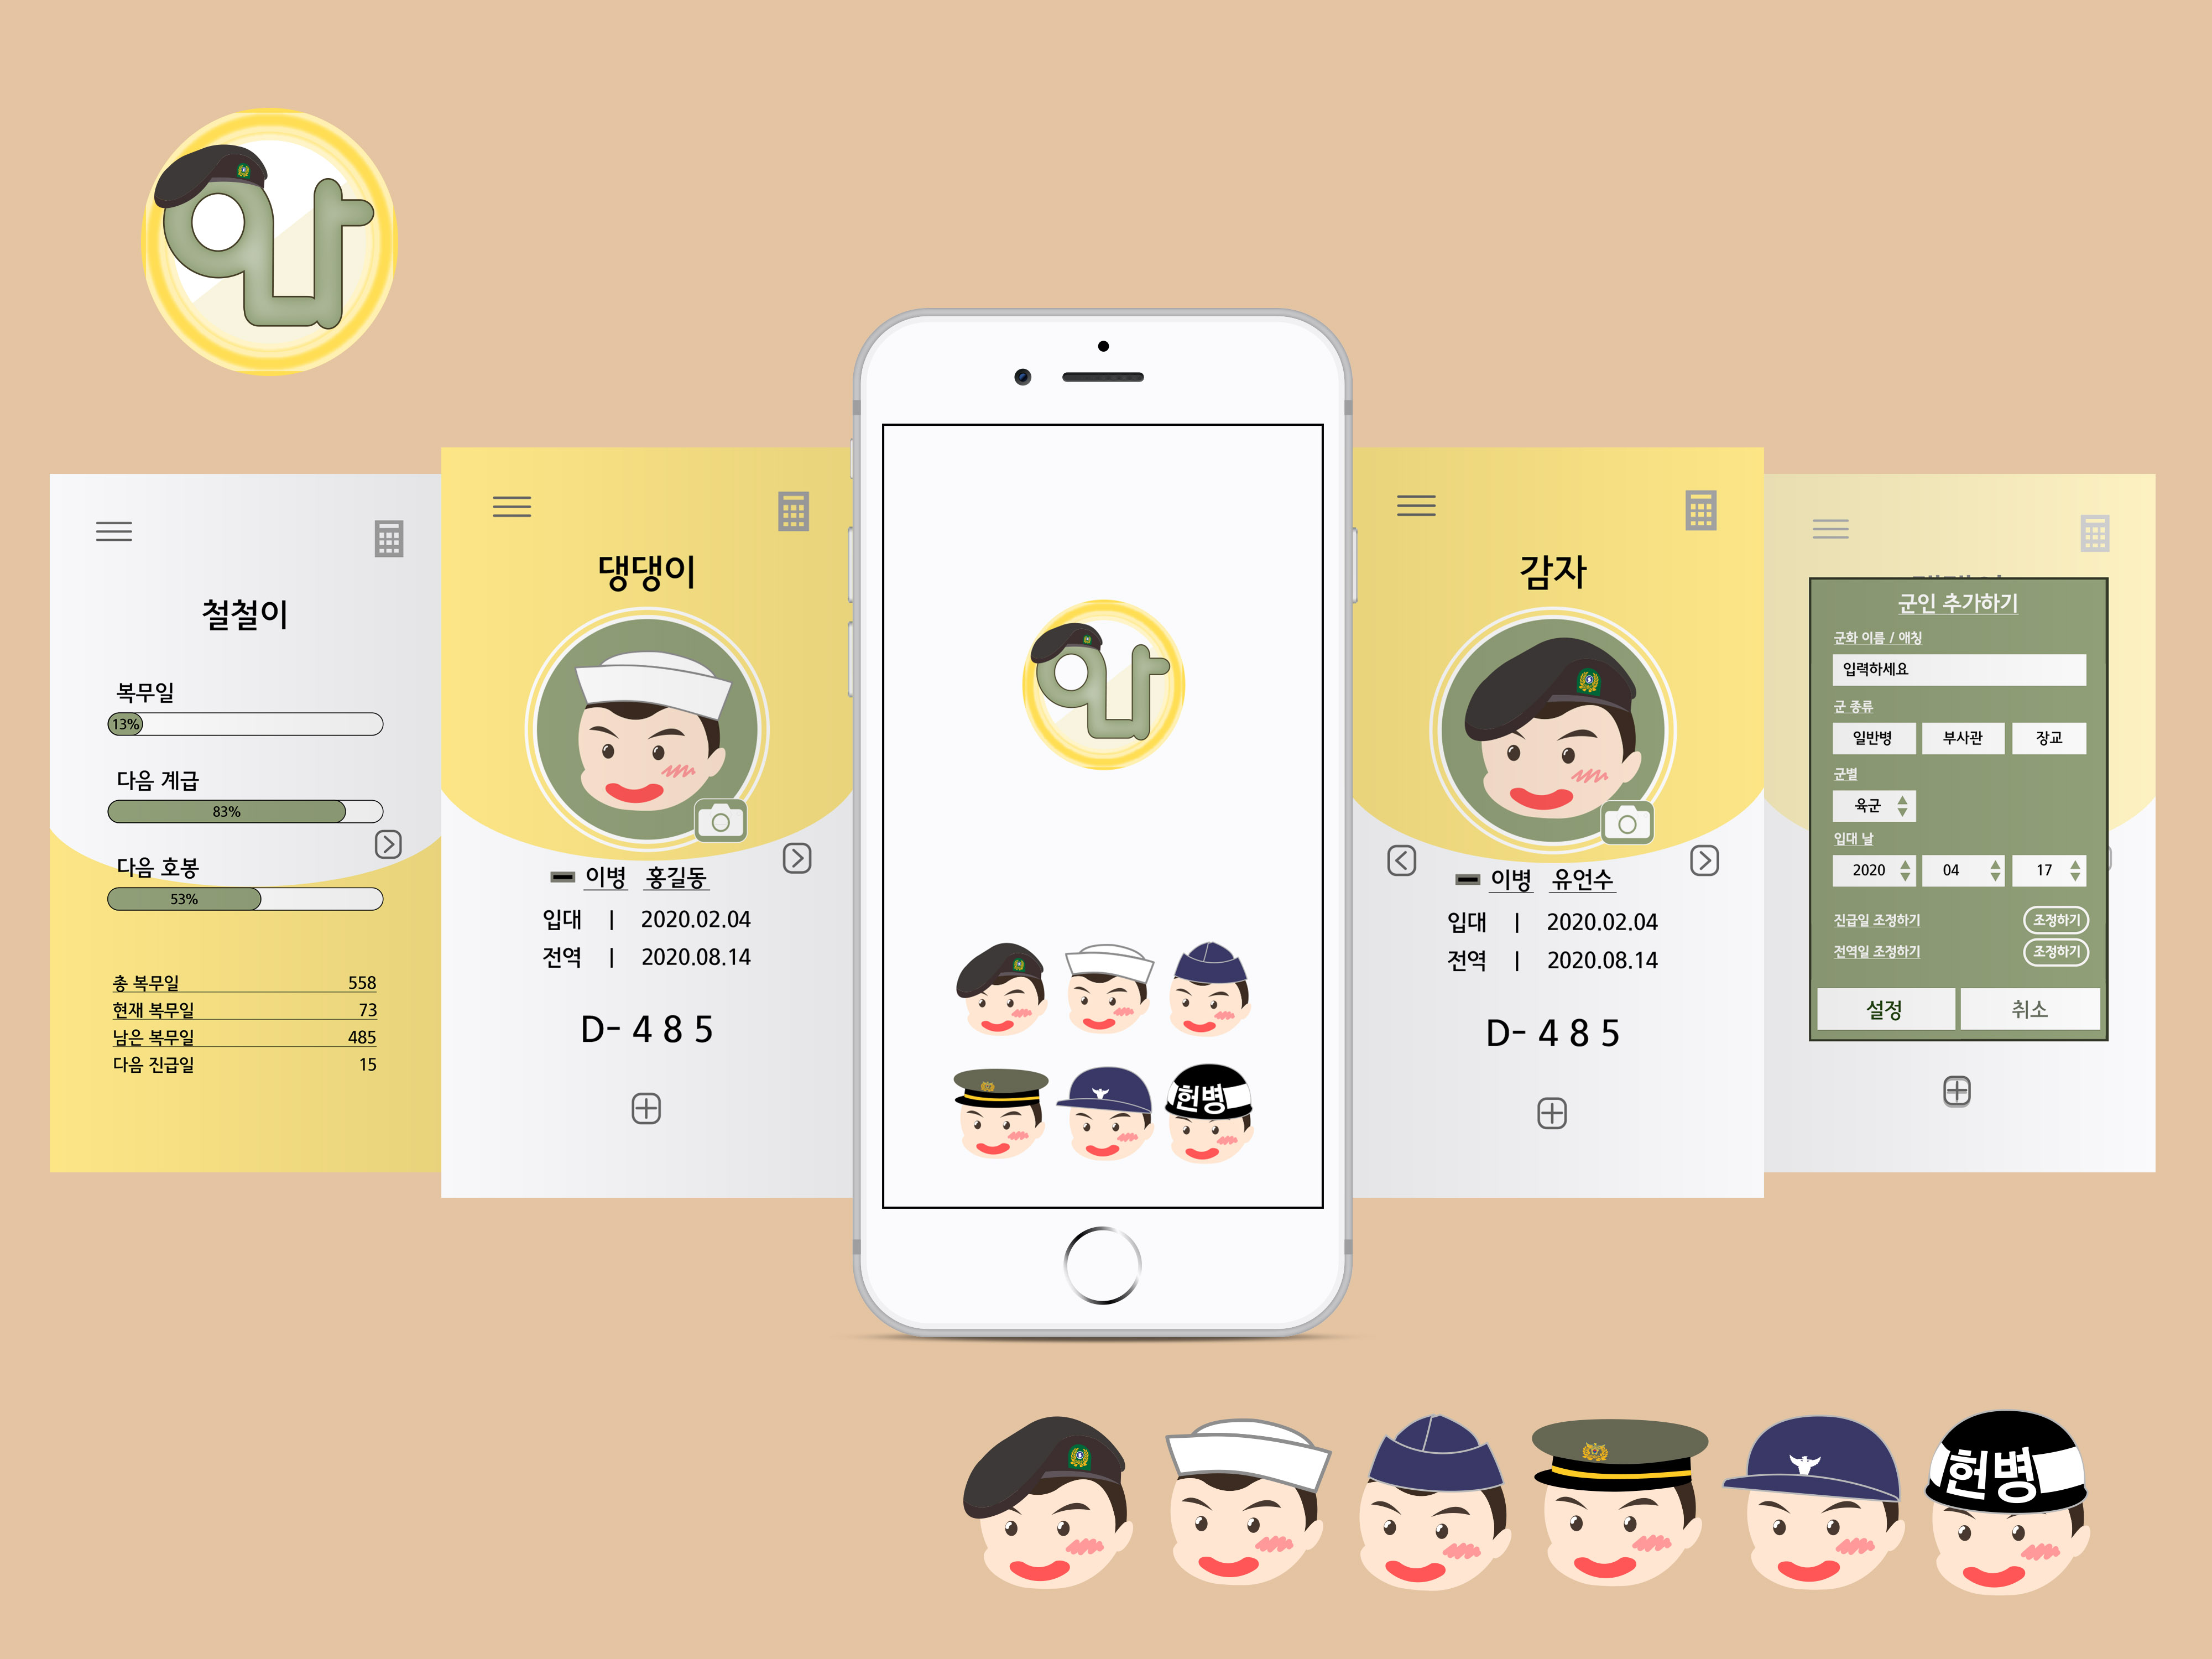 철철이
복무일
13%
다음 계급
83%
다음 호봉
53%
총 복무일 558
현재 복무일 73
남은 복무일 485
다음 진급일 15
댕댕이
이병 홍길동
입대 | 2020.02.04
전역 | 2020.08.14
D- 4 8 5
헌병
감자
이병 유언수
입대 | 2020.02.04
전역 | 2020.08.14
D- 4 8 5
군인 추가하기
군화 이름 / 애칭
입력하세요
군 종류
일반병 부사관 장교
군별
육군
입대 날
2020 04 17
진급일 조정하기 조정하기
전역일 조정하기 조정하기
설정 취소
헌병